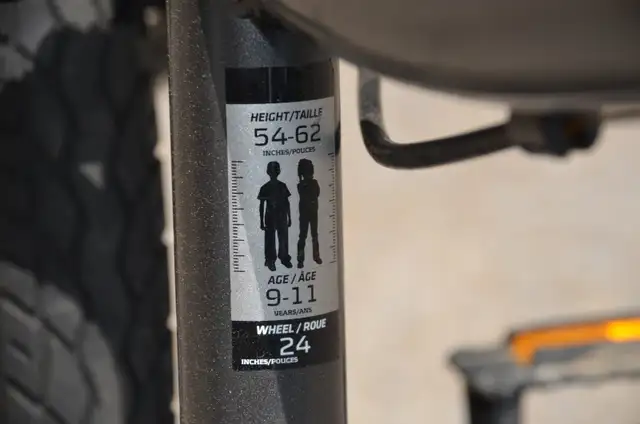 HEIGHT/TAILLE
54-62
INCHES/POUCES
AGE / ÂGE
9-11
YEARS/ANS
WHEEL / ROUE
24
INCHES/POUCES